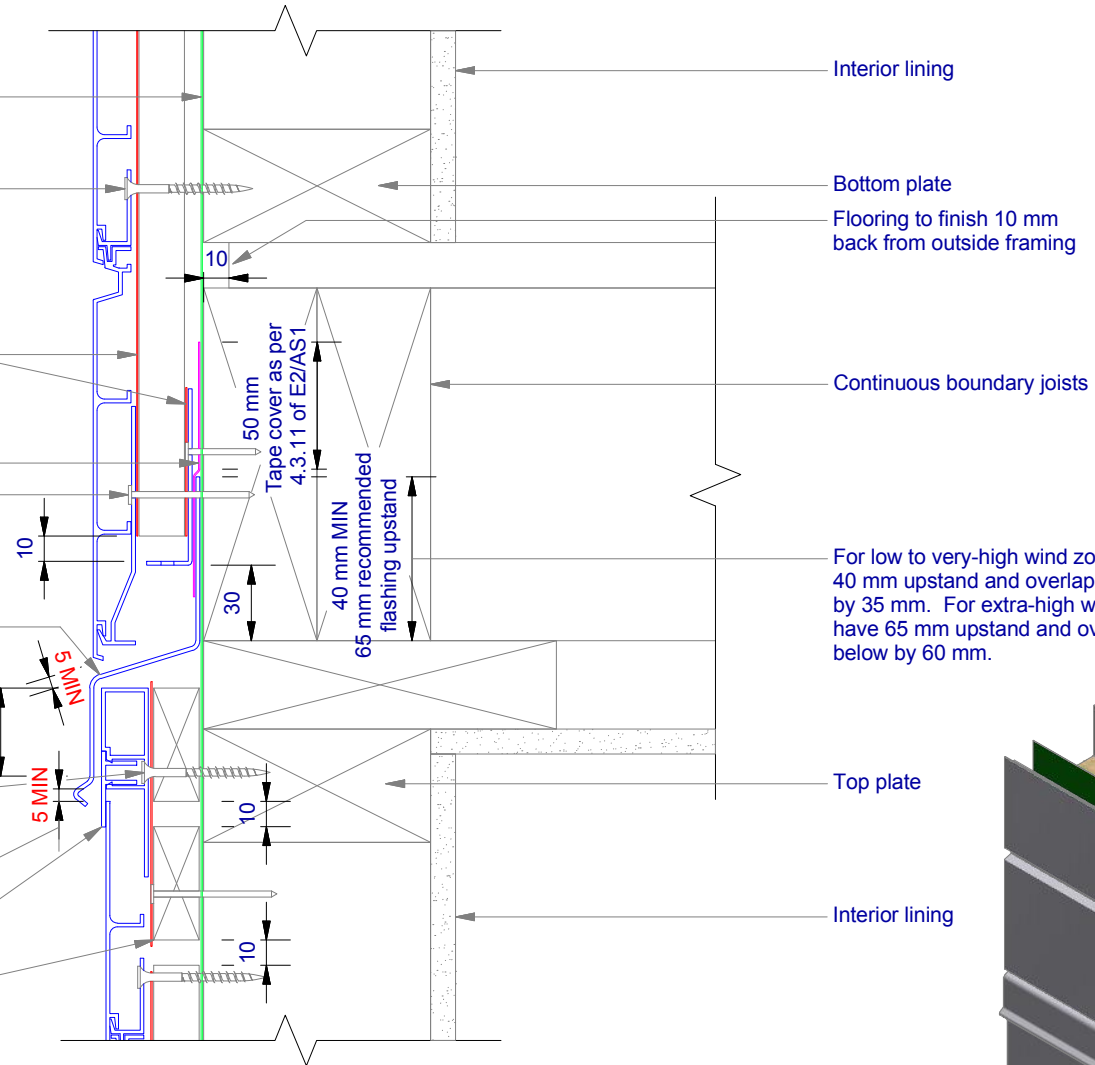 Interior lining
Bottom plate
Flooring to finish 10 mm
back from outside framing
10
50 mm
Tape cover as per
4.3.11 of E2/AS1
Continuous boundary joists
40 mm MIN
65 mm recommended
flashing upstand
10
30
For low to very-high wind
40 mm upstand and overlap
by 35 mm. For extra-high
have 65 mm upstand and
below by 60 mm.
5 MIN
5 MIN
10
Top plate
Interior lining
10